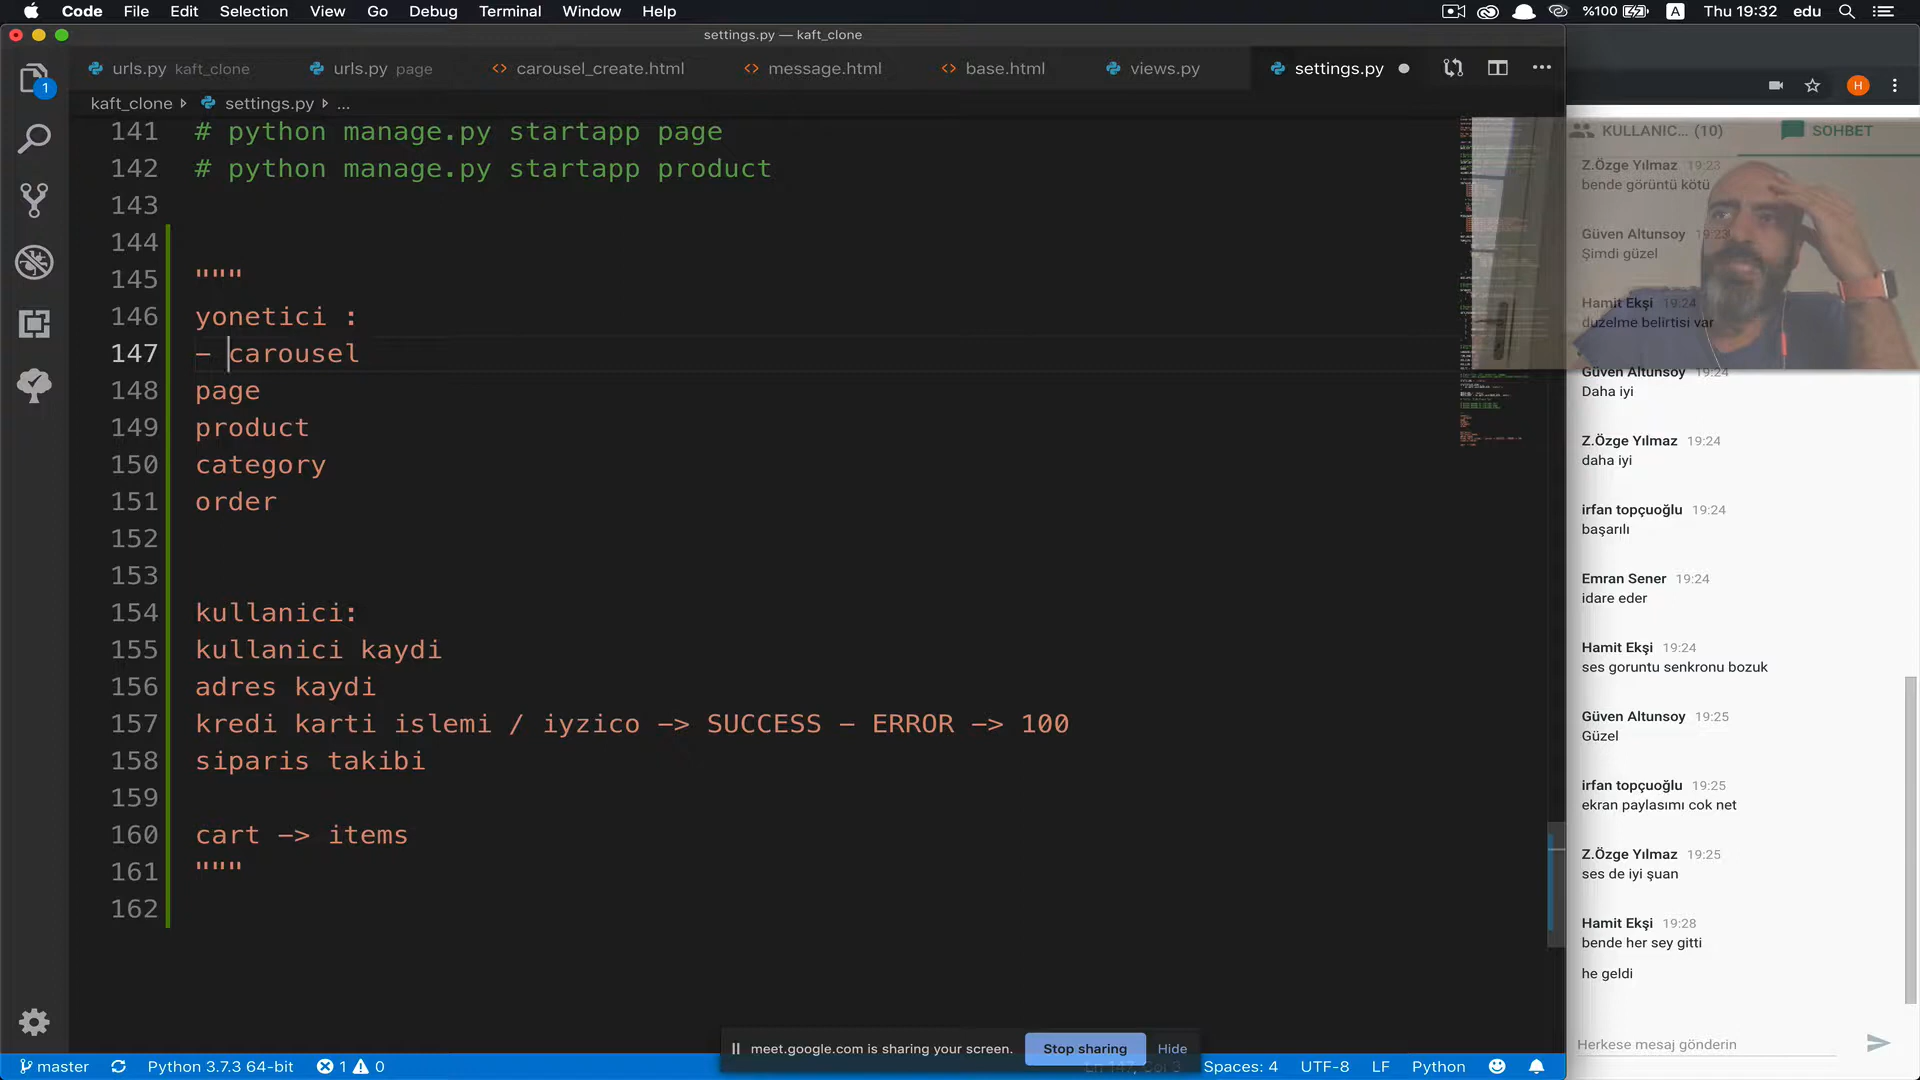 Code File Edit Selection View Go Debug Terminal Window Help
%100 A Thu 19:32 edu
settings.py — kaft_clone
urls.py kaft_clone urls.py page carousel_create.html message.html base.html views.py settings.py
kaft_clone settings.py ...
1
141 # python manage.py startapp page
142 # python manage.py startapp product
143
144
145 """
146 yonetici :
147 - carousel
148 page
149 product
150 category
151 order
152
153
154 kullanici:
155 kullanici kaydi
156 adres kaydi
157 kredi karti islemi / iyzico -> SUCCESS - ERROR -> 100
158 siparis takibi
159
160 cart -> items
161 """
162
H
KULLANIC... (10) SOHBET
Z.Özge Yılmaz 19:23
bende görüntü kötü
Güven Altunsoy 19:23
Şimdi güzel
Hamit Ekşi 19:24
duzelme belirtisi var
Güven Altunsoy 19:24
Daha iyi
Z.Özge Yılmaz 19:24
daha iyi
irfan topçuoğlu 19:24
başarılı
Emran Sener 19:24
idare eder
Hamit Ekşi 19:24
ses goruntu senkronu bozuk
Güven Altunsoy 19:25
Güzel
irfan topçuoğlu 19:25
ekran paylasımı cok net
Z.Özge Yılmaz 19:25
ses de iyi şuan
Hamit Ekşi 19:28
bende her sey gitti
he geldi
Herkese mesaj gönderin
meet.google.com is sharing your screen. Stop sharing Hide
master Python 3.7.3 64-bit 1 0 Spaces: 4 UTF-8 LF Python